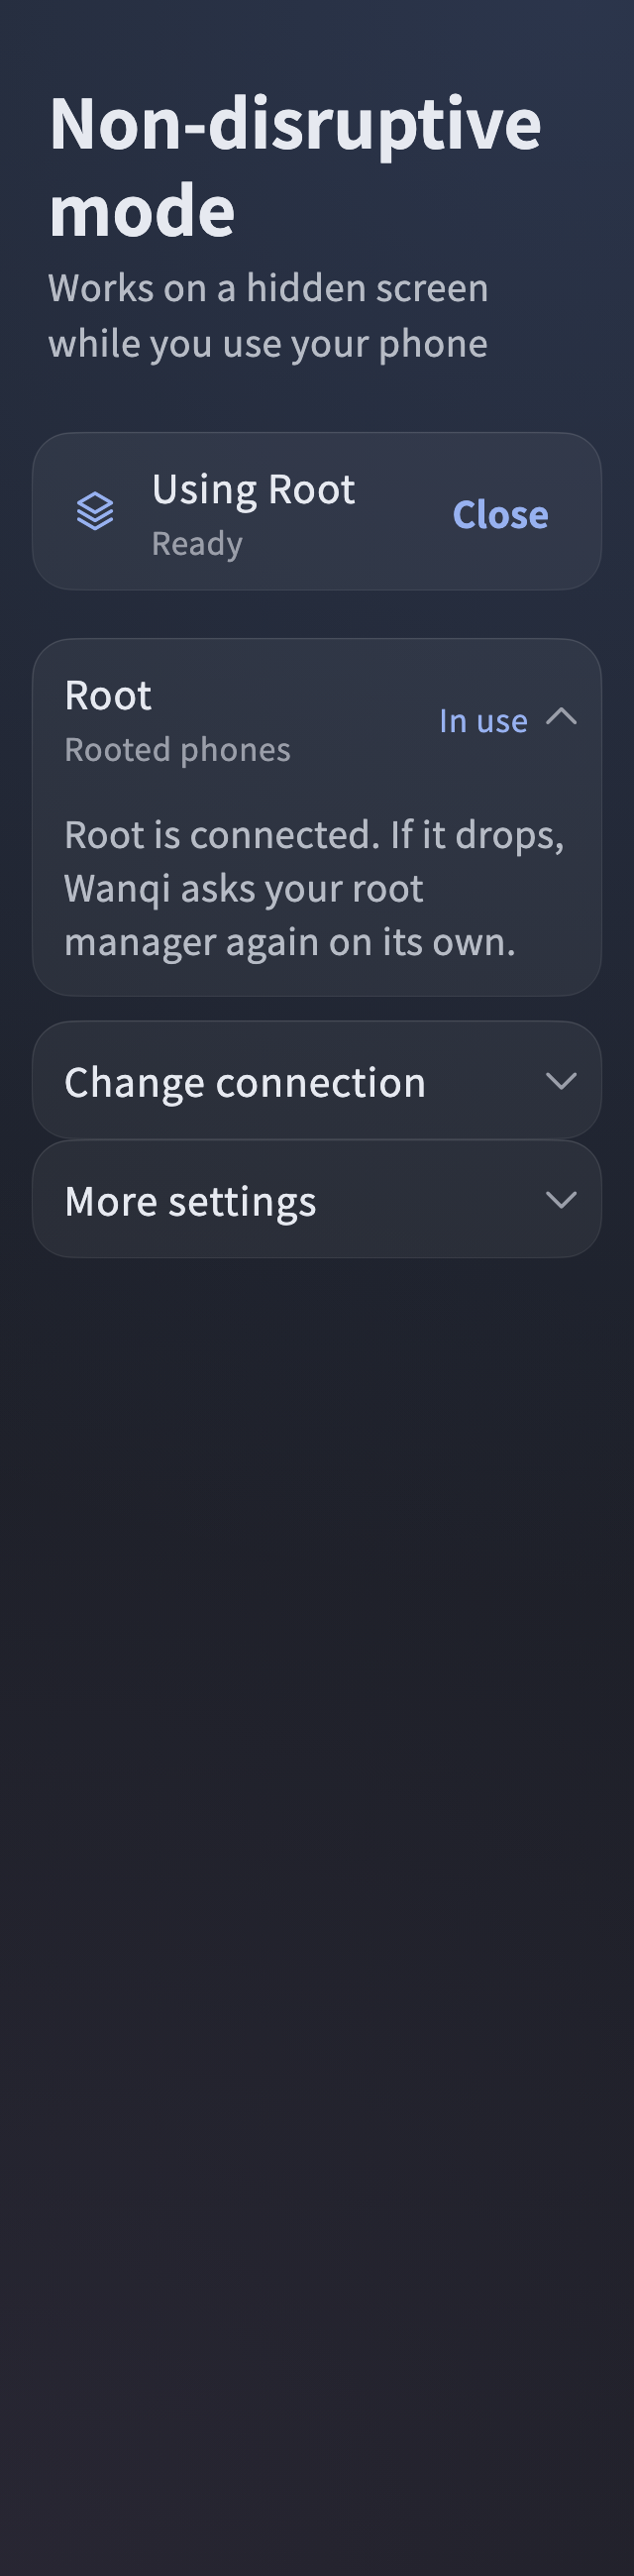 Non-disruptive
mode
Works on a hidden screen
while you use your phone
Using Root
Ready
Close
Root
Rooted phones
In use
Root is connected. If it drops,
Wanqi asks your root
manager again on its own.
Change connection
More settings